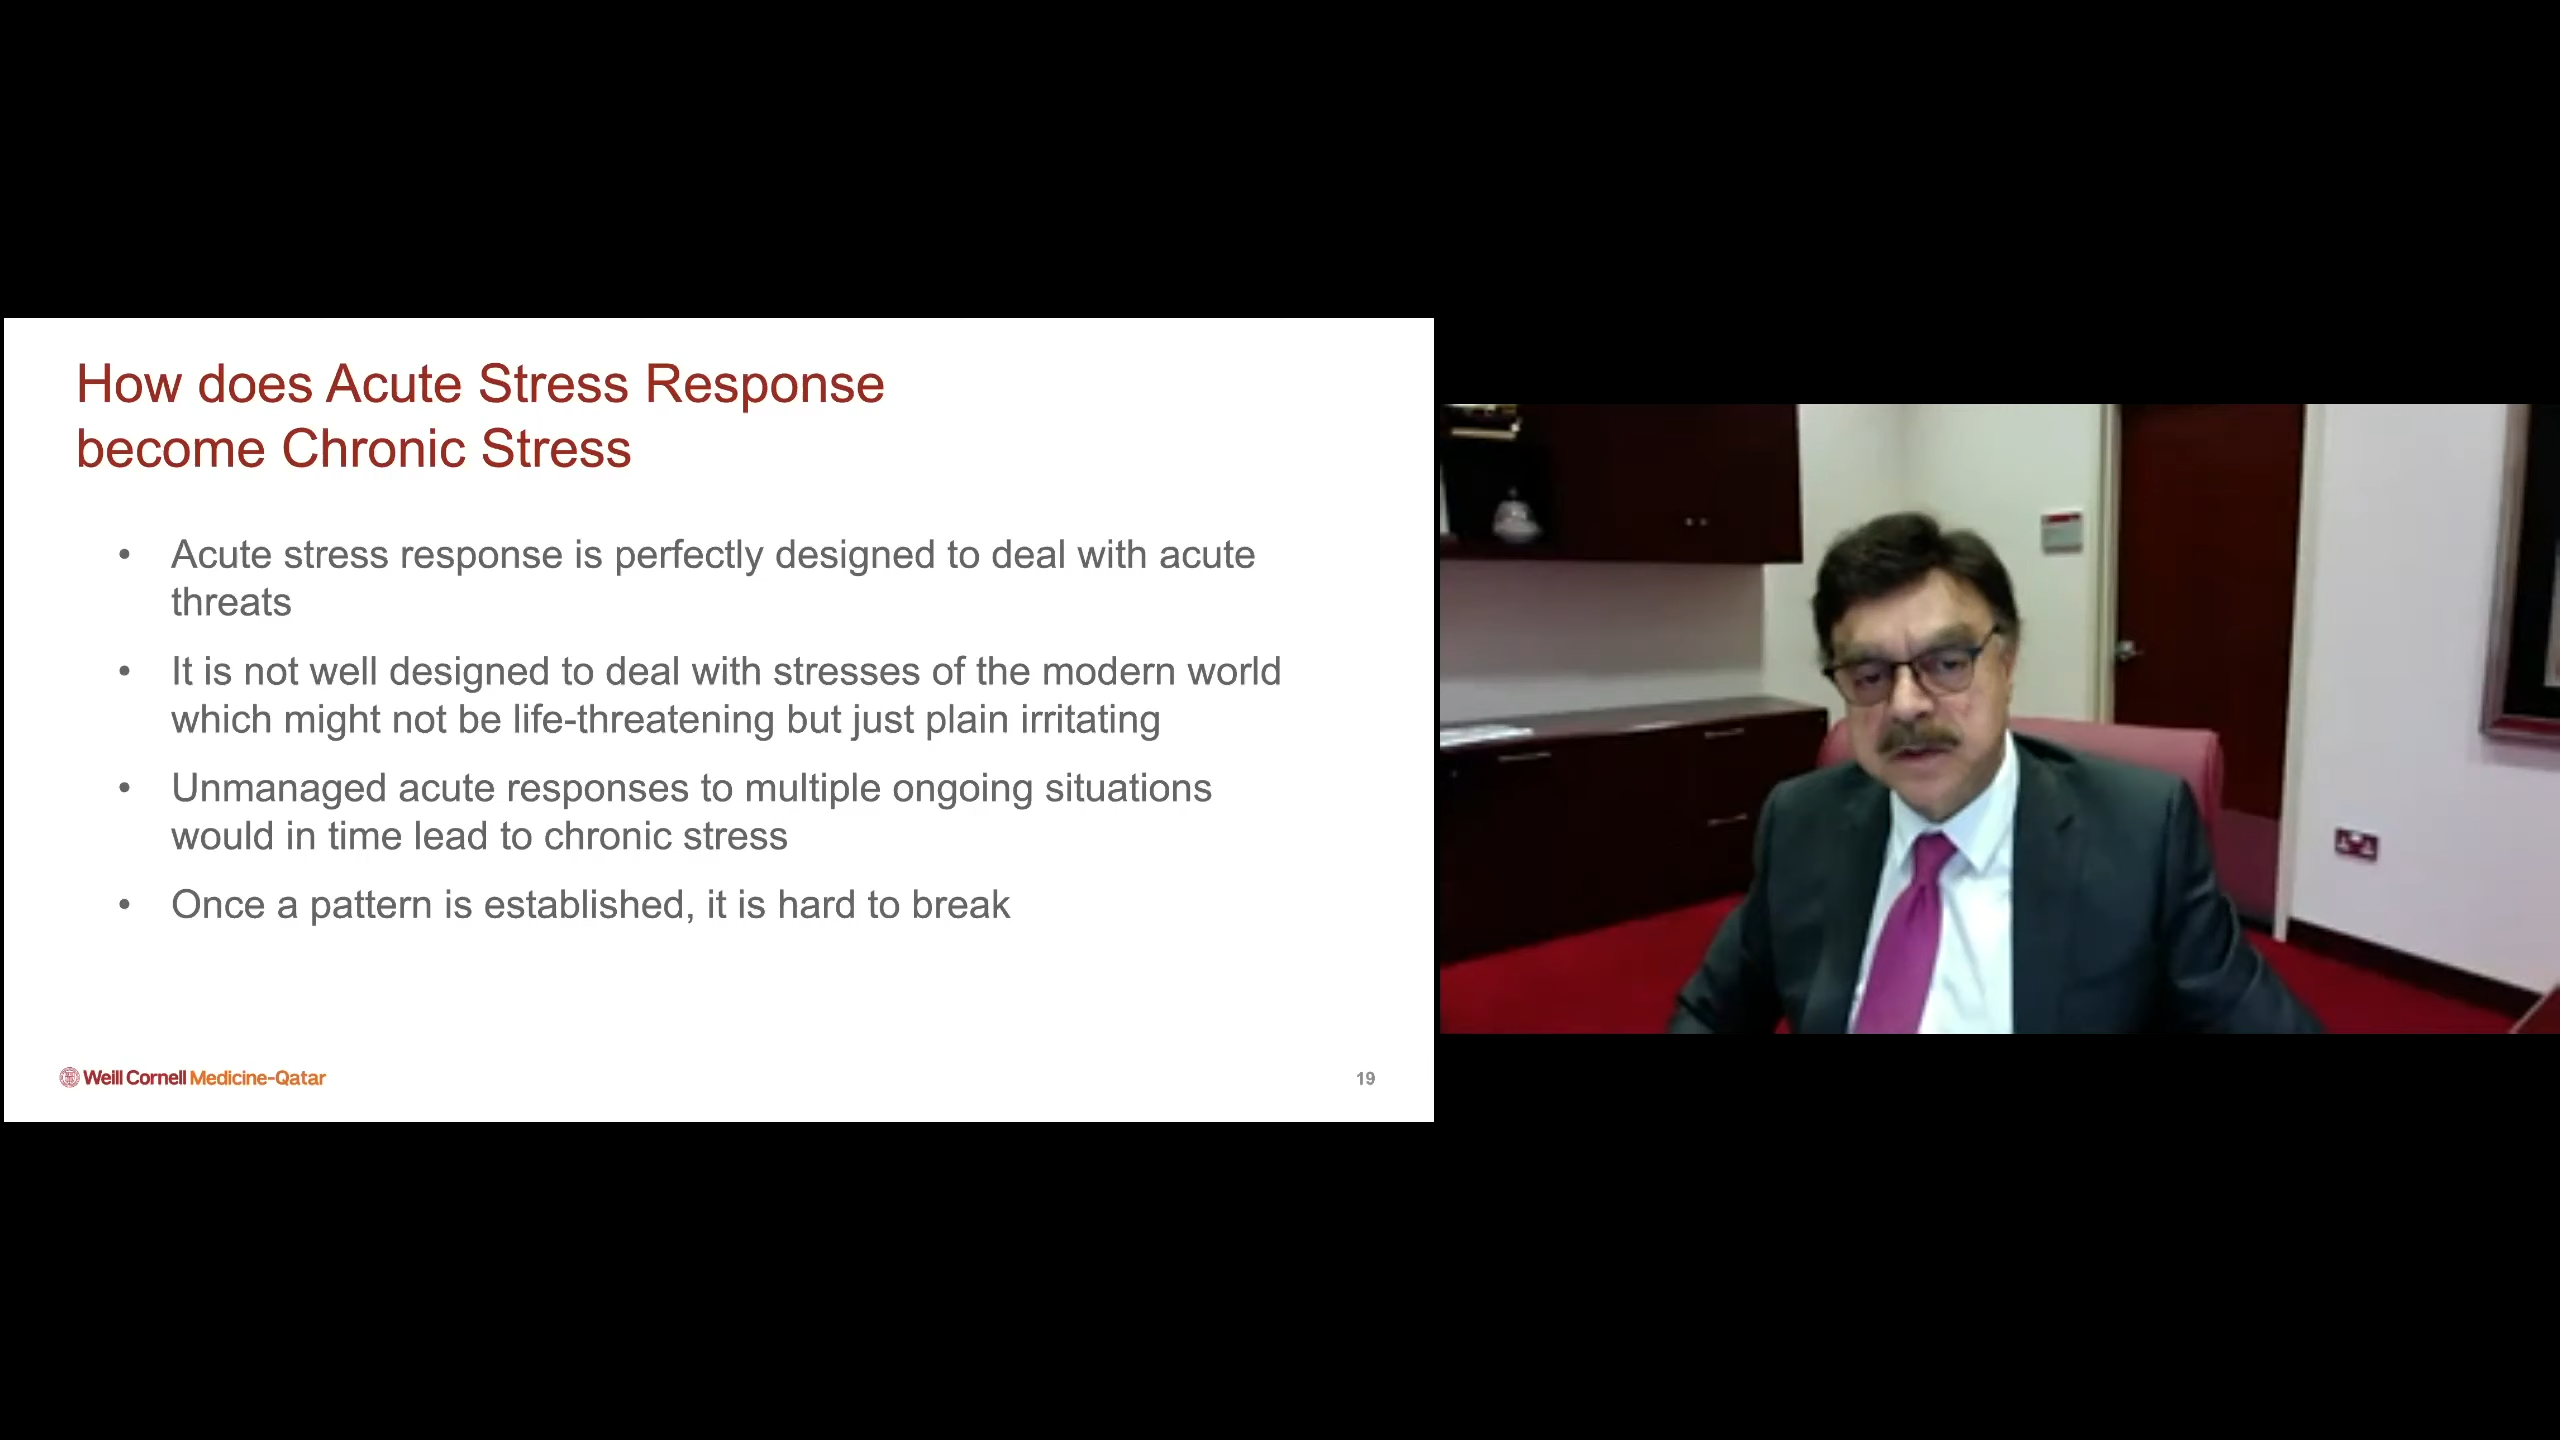 How does Acute Stress Response
become Chronic Stress
• Acute stress response is perfectly designed to deal with acute
threats
• It is not well designed to deal with stresses of the modern world
which might not be life-threatening but just plain irritating
• Unmanaged acute responses to multiple ongoing situations
would in time lead to chronic stress
• Once a pattern is established, it is hard to break
Weill Cornell Medicine-Qatar
19